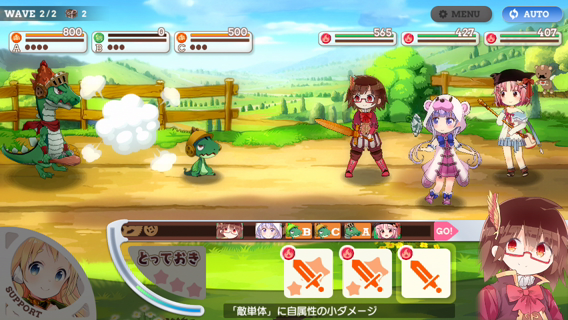 WAVE 2/2 2
MENU
AUTO
800
A
0
B
500
C
565
427
407
B C A GO!
SUPPORT
とっておき
「敵単体」に自属性の小ダメージ